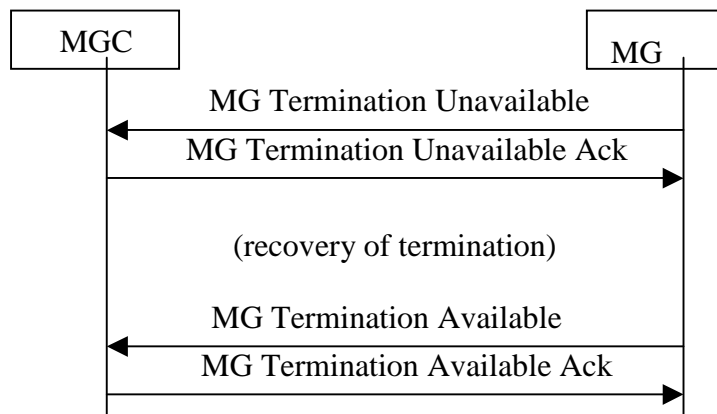 MGC
MG
MG Termination Unavailable
MG Termination Unavailable Ack
(recovery of termination)
MG Termination Available
MG Termination Available Ack